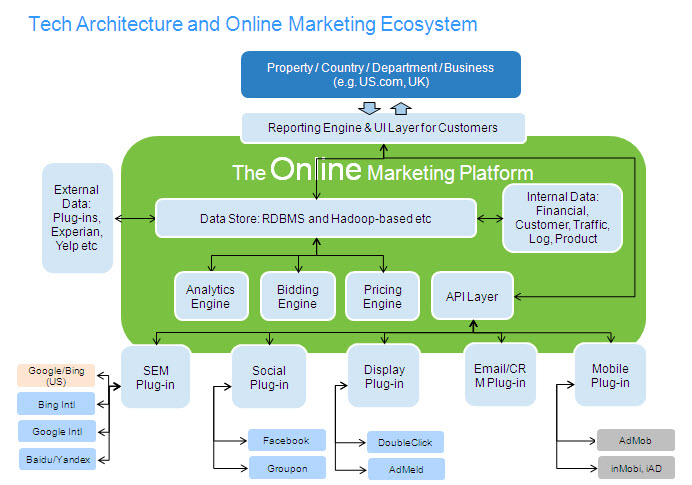 Tech Architecture and Online Marketing Ecosystem
Property / Country / Department / Business
(e.g. US.com, UK)
Reporting Engine & UI Layer for Customers
The Online Marketing Platform
External
Data:
Plug-ins,
Experian,
Yelp etc
Data Store: RDBMS and Hadoop-based etc
Internal Data:
Financial,
Customer, Traffic,
Log, Product
Analytics
Engine
Bidding
Engine
Pricing
Engine
API Layer
SEM
Plug-in
Social
Plug-in
Display
Plug-in
Email/CR
M Plug-in
Mobile
Plug-in
Google/Bing
(US)
Bing Intl
Google Intl
Baidu/Yandex
Facebook
Groupon
DoubleClick
AdMeld
AdMob
inMobi, iAD